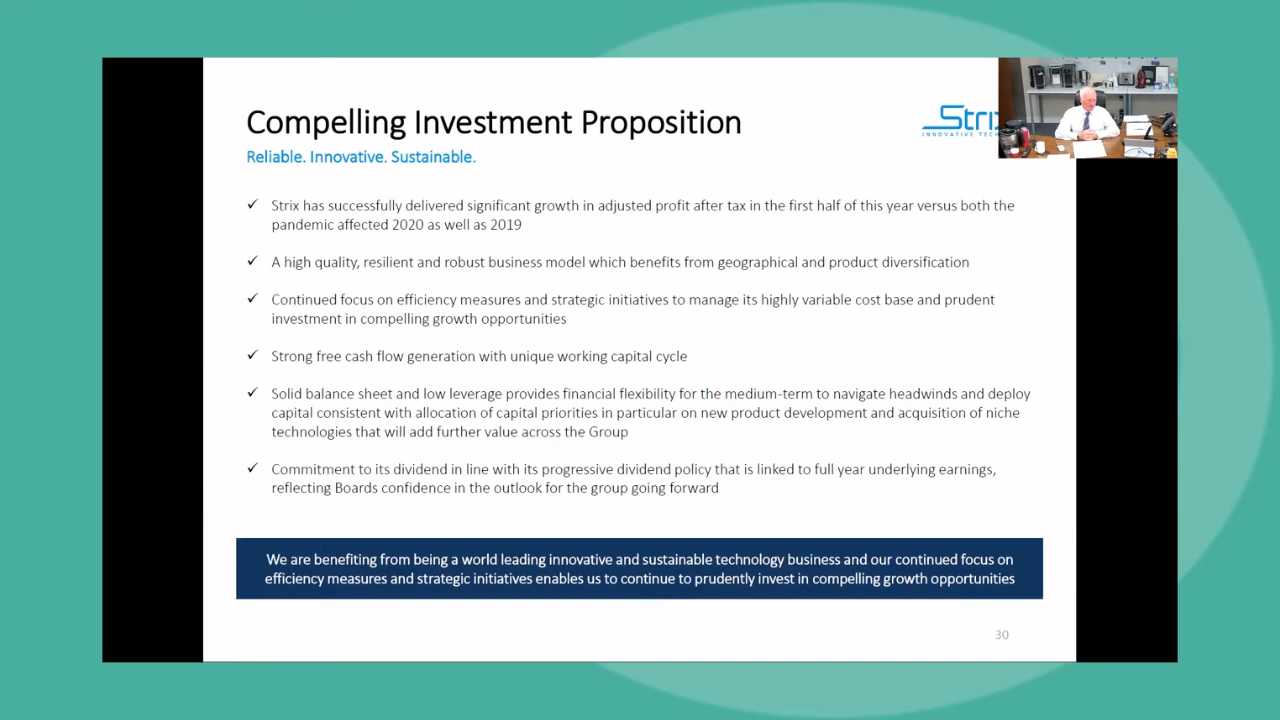 Compelling Investment Proposition
Reliable. Innovative. Sustainable.
Strix
INNOVATIVE TECH
✓ Strix has successfully delivered significant growth in adjusted profit after tax in the first half of this year versus both the
pandemic affected 2020 as well as 2019
✓ A high quality, resilient and robust business model which benefits from geographical and product diversification
✓ Continued focus on efficiency measures and strategic initiatives to manage its highly variable cost base and prudent
investment in compelling growth opportunities
✓ Strong free cash flow generation with unique working capital cycle
✓ Solid balance sheet and low leverage provides financial flexibility for the medium-term to navigate headwinds and deploy
capital consistent with allocation of capital priorities in particular on new product development and acquisition of niche
technologies that will add further value across the Group
✓ Commitment to its dividend in line with its progressive dividend policy that is linked to full year underlying earnings,
reflecting Boards confidence in the outlook for the group going forward
We are benefiting from being a world leading innovative and sustainable technology business and our continued focus on
efficiency measures and strategic initiatives enables us to continue to prudently invest in compelling growth opportunities
30